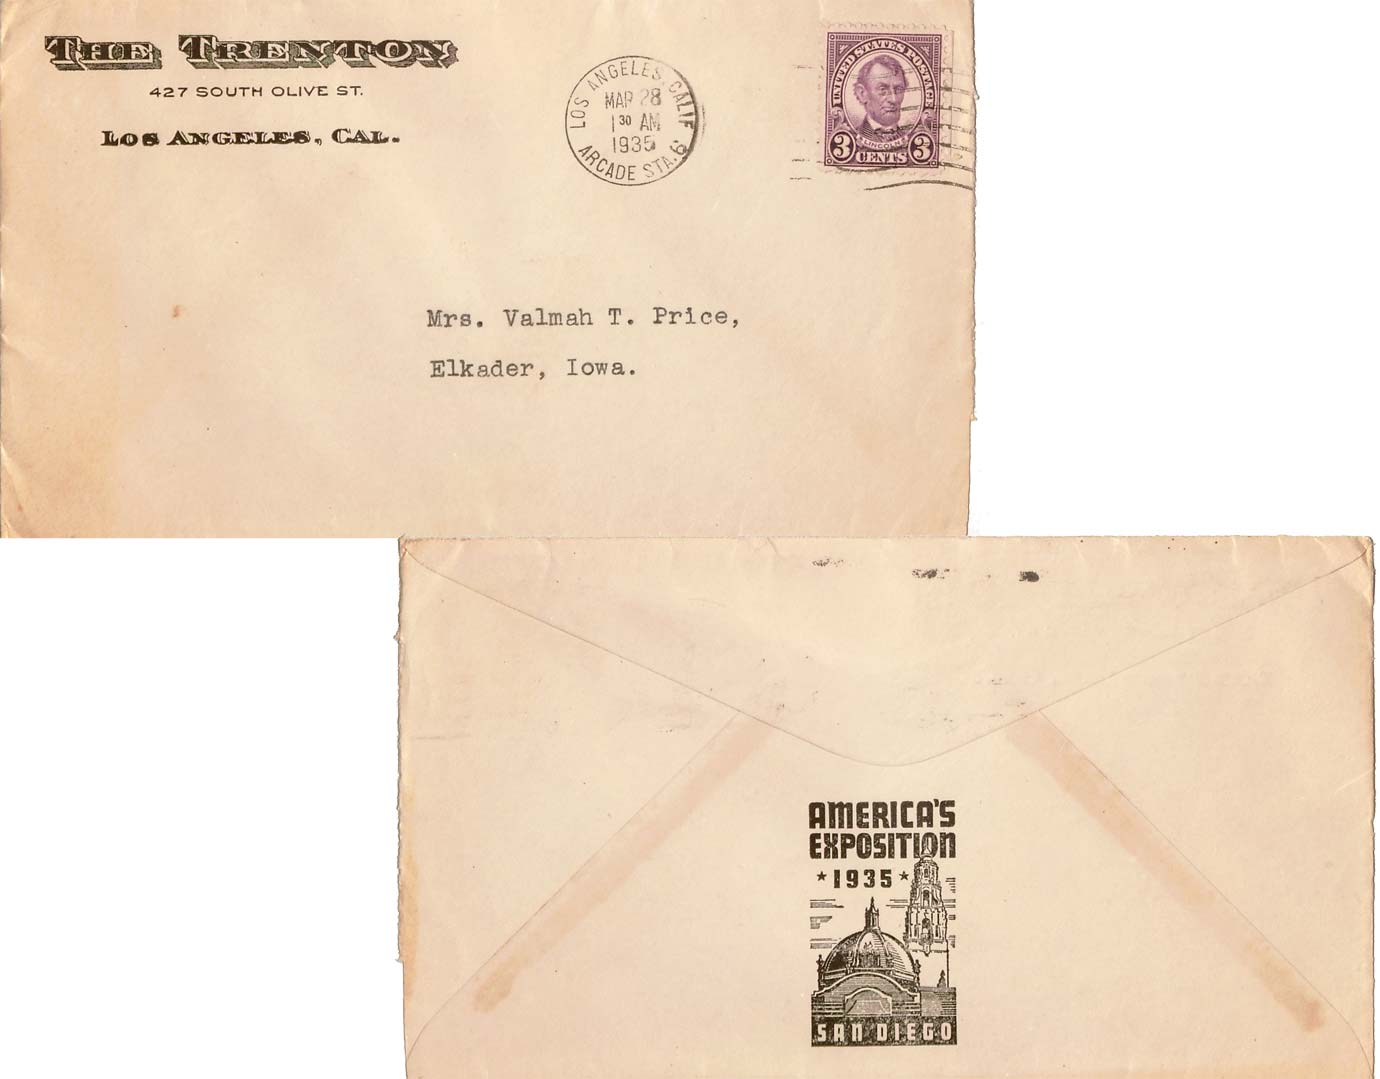 THE TRENTON
427 SOUTH OLIVE ST.
LOS ANGELES, CAL.
LOS ANGELES, CALIF.
MAR 28
1 30 AM
1935
ARCADE STA. 6
UNITED STATES POSTAGE
LINCOLN
3 CENTS 3
Mrs. Valmah T. Price,
Elkader, Iowa.
AMERICA'S
EXPOSITION
★ 1935 ★
SAN DIEGO